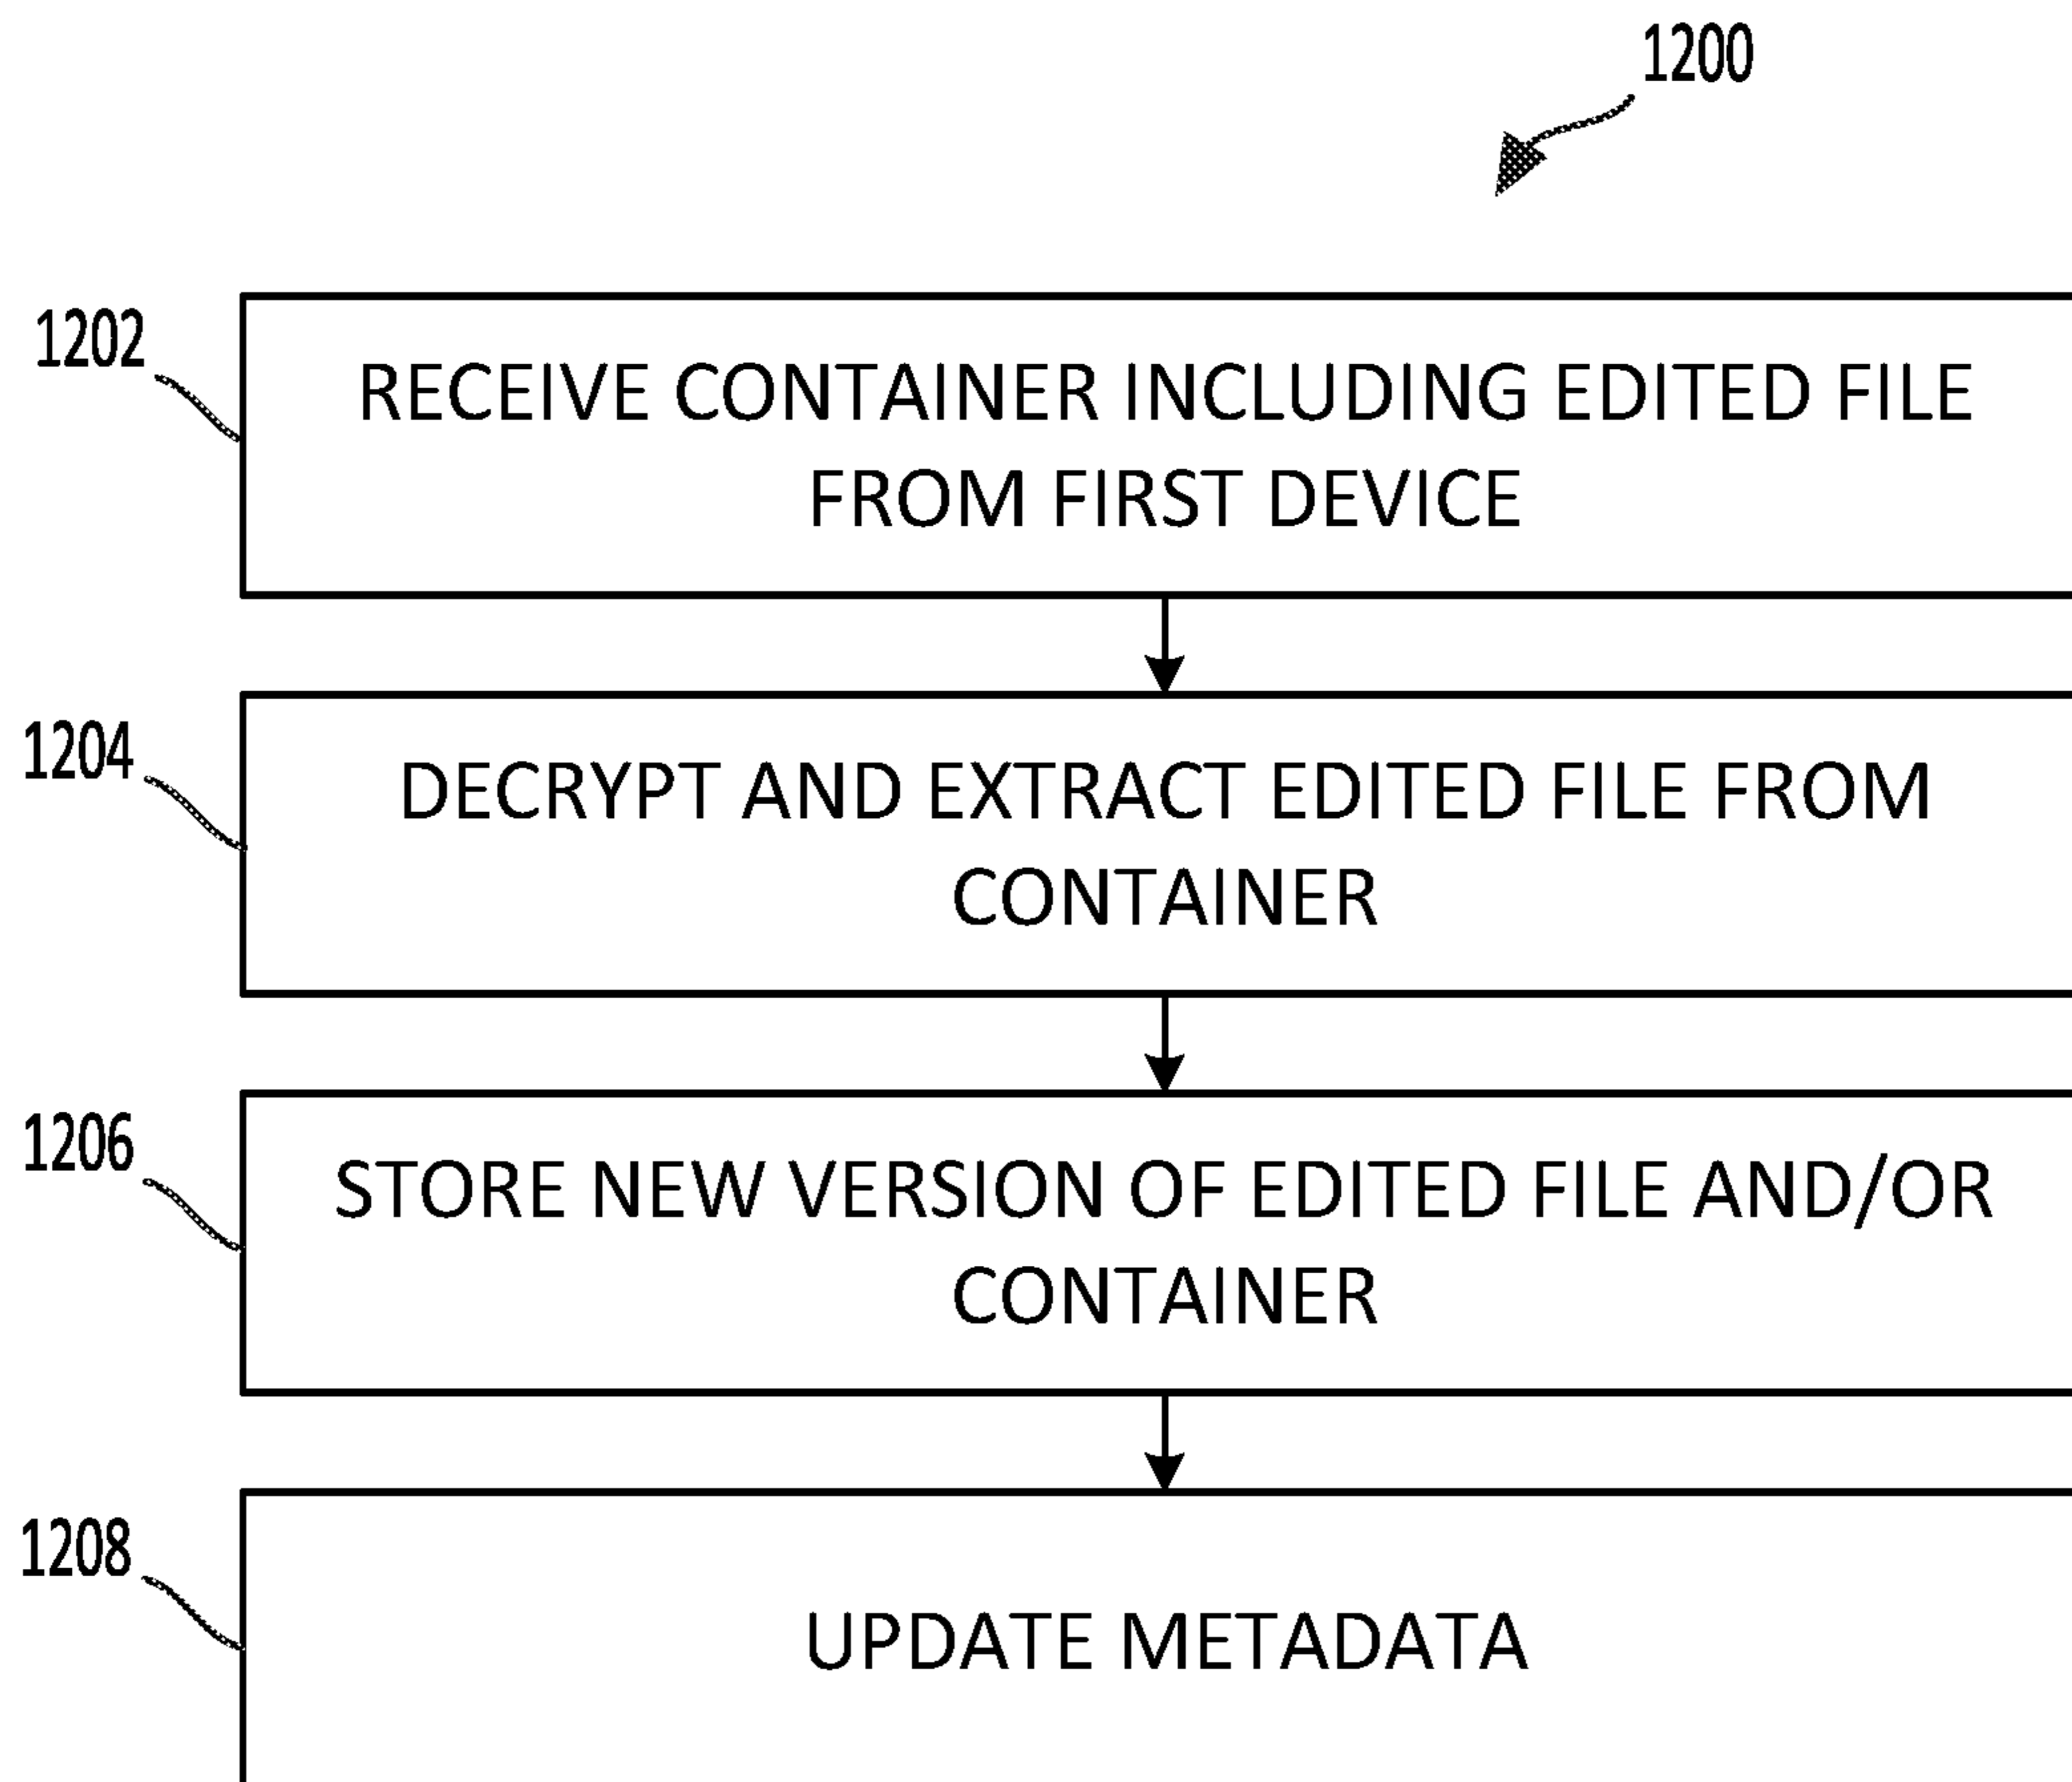 1200
1202
RECEIVE CONTAINER INCLUDING EDITED FILE
FROM FIRST DEVICE
1204
DECRYPT AND EXTRACT EDITED FILE FROM
CONTAINER
1206
STORE NEW VERSION OF EDITED FILE AND/OR
CONTAINER
1208
UPDATE METADATA